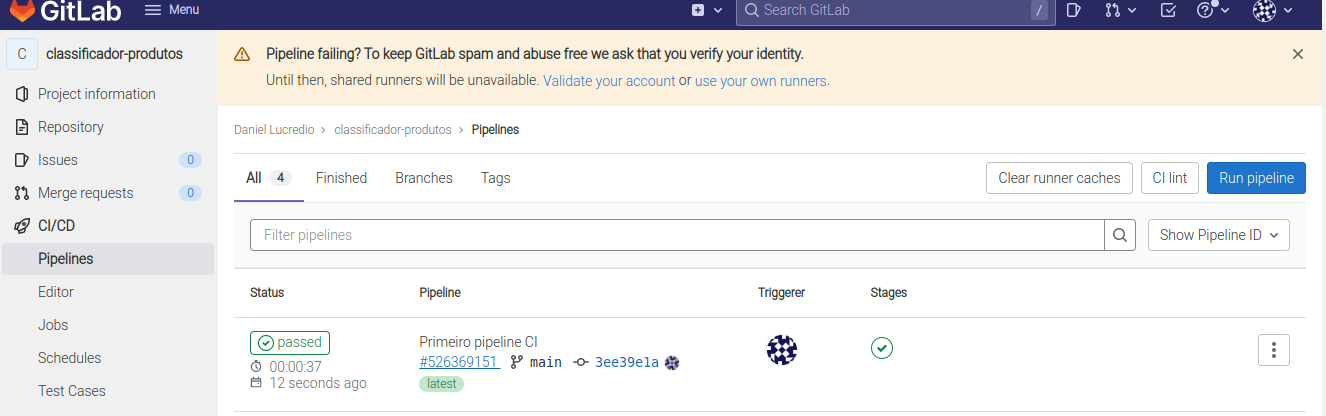 GitLab
Menu
Search GitLab
/
C classificador-produtos
Project information
Repository
Issues 0
Merge requests 0
CI/CD
Pipelines
Editor
Jobs
Schedules
Test Cases
Pipeline failing? To keep GitLab spam and abuse free we ask that you verify your identity.
Until then, shared runners will be unavailable. Validate your account or use your own runners.
Daniel Lucredio > classificador-produtos > Pipelines
All 4 Finished Branches Tags
Clear runner caches CI lint Run pipeline
Filter pipelines
Show Pipeline ID
Status Pipeline Triggerer Stages
passed
00:00:37
12 seconds ago
Primeiro pipeline CI
#526369151 main 3ee39e1a
latest